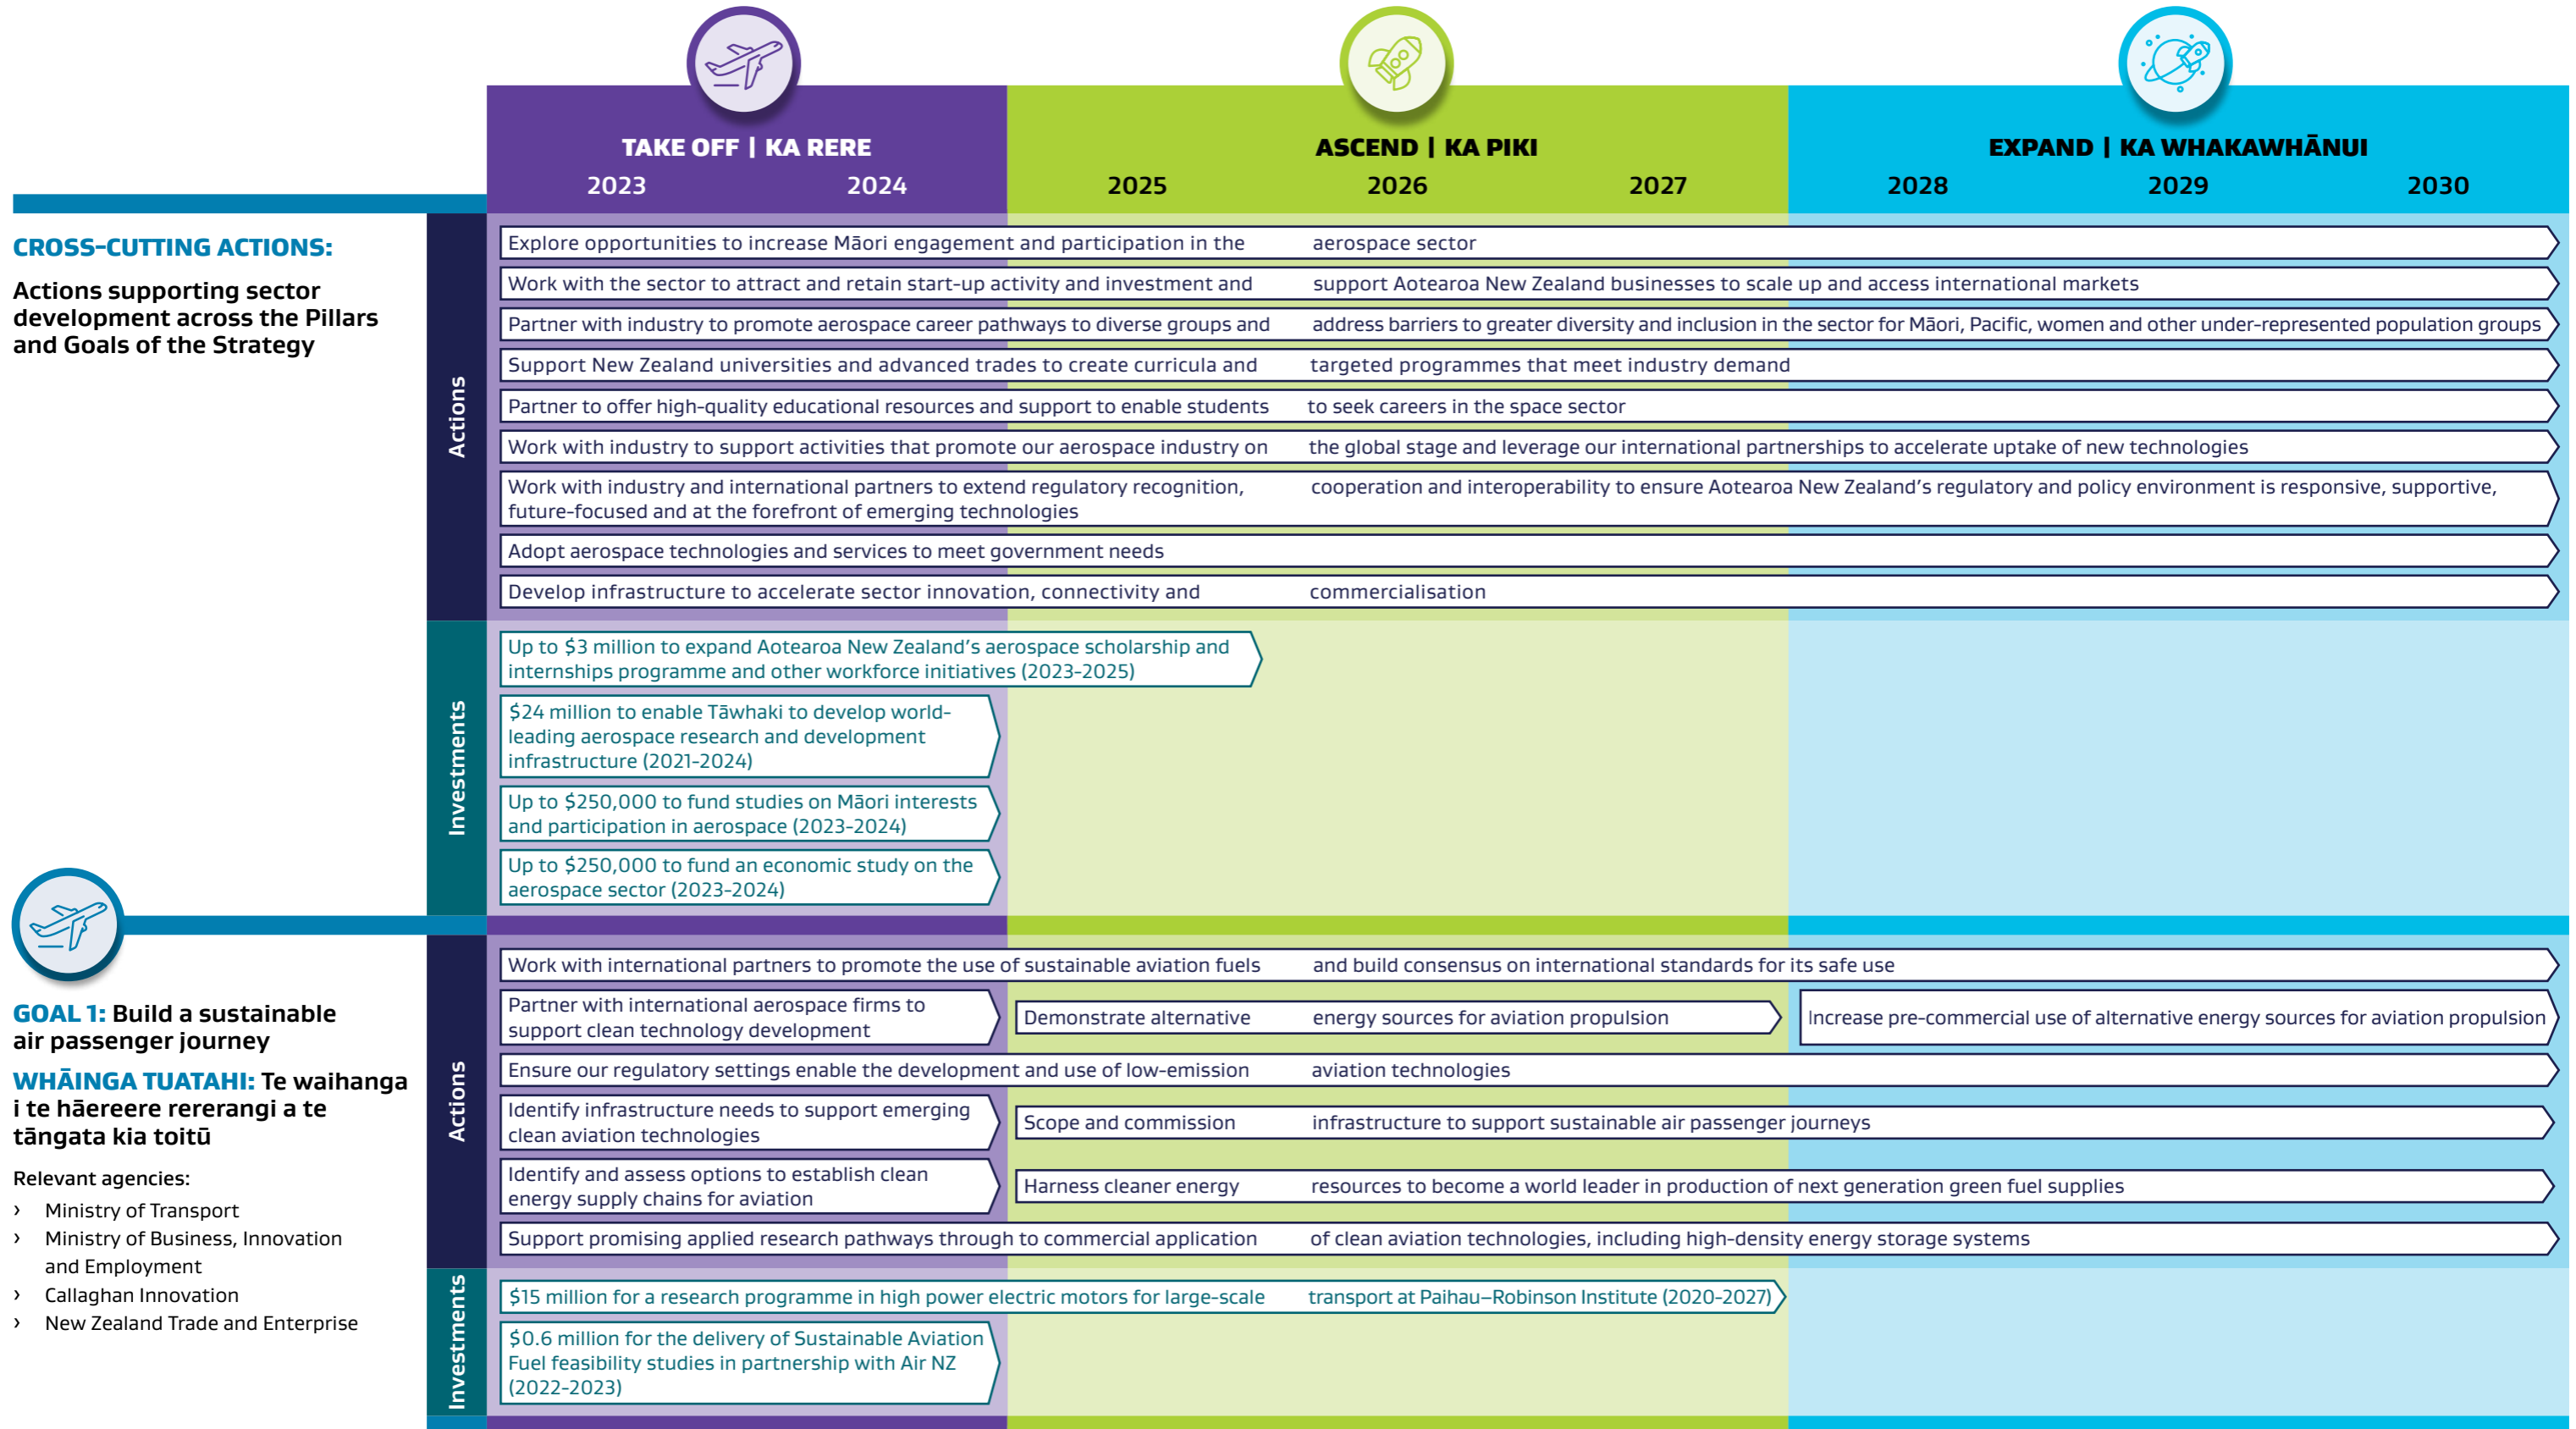 TAKE OFF | KA RERE
ASCEND | KA PIKI
EXPAND | KA WHAKAWHĀNUI
2023 2024 2025 2026 2027 2028 2029 2030
CROSS-CUTTING ACTIONS:
Actions supporting sector
development across the Pillars
and Goals of the Strategy
Actions
Explore opportunities to increase Māori engagement and participation in the aerospace sector
Work with the sector to attract and retain start-up activity and investment and support Aotearoa New Zealand businesses to scale up and access international markets
Partner with industry to promote aerospace career pathways to diverse groups and address barriers to greater diversity and inclusion in the sector for Māori, Pacific, women and other under-represented population groups
Support New Zealand universities and advanced trades to create curricula and targeted programmes that meet industry demand
Partner to offer high-quality educational resources and support to enable students to seek careers in the space sector
Work with industry to support activities that promote our aerospace industry on the global stage and leverage our international partnerships to accelerate uptake of new technologies
Work with industry and international partners to extend regulatory recognition, cooperation and interoperability to ensure Aotearoa New Zealand's regulatory and policy environment is responsive, supportive,
future-focused and at the forefront of emerging technologies
Adopt aerospace technologies and services to meet government needs
Develop infrastructure to accelerate sector innovation, connectivity and commercialisation
Investments
Up to $3 million to expand Aotearoa New Zealand's aerospace scholarship and
internships programme and other workforce initiatives (2023-2025)
$24 million to enable Tāwhaki to develop world-
leading aerospace research and development
infrastructure (2021-2024)
Up to $250,000 to fund studies on Māori interests
and participation in aerospace (2023-2024)
Up to $250,000 to fund an economic study on the
aerospace sector (2023-2024)
GOAL 1: Build a sustainable
air passenger journey
WHĀINGA TUATAHI: Te waihanga
i te hāereere rererangi a te
tāngata kia toitū
Relevant agencies:
› Ministry of Transport
› Ministry of Business, Innovation
and Employment
› Callaghan Innovation
› New Zealand Trade and Enterprise
Actions
Work with international partners to promote the use of sustainable aviation fuels and build consensus on international standards for its safe use
Partner with international aerospace firms to
support clean technology development
Demonstrate alternative energy sources for aviation propulsion
Increase pre-commercial use of alternative energy sources for aviation propulsion
Ensure our regulatory settings enable the development and use of low-emission aviation technologies
Identify infrastructure needs to support emerging
clean aviation technologies
Scope and commission infrastructure to support sustainable air passenger journeys
Identify and assess options to establish clean
energy supply chains for aviation
Harness cleaner energy resources to become a world leader in production of next generation green fuel supplies
Support promising applied research pathways through to commercial application of clean aviation technologies, including high-density energy storage systems
Investments
$15 million for a research programme in high power electric motors for large-scale transport at Paihau–Robinson Institute (2020-2027)
$0.6 million for the delivery of Sustainable Aviation
Fuel feasibility studies in partnership with Air NZ
(2022-2023)